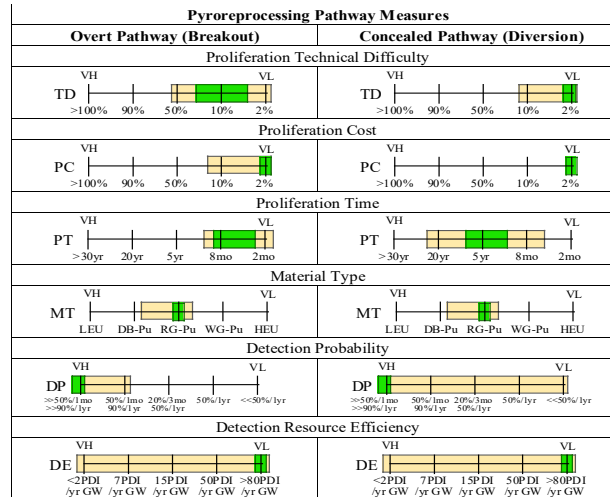 Pyroreprocessing Pathway Measures
Overt Pathway (Breakout) Concealed Pathway (Diversion)
Proliferation Technical Difficulty
VH VL VH VL
TD TD
>100% 90% 50% 10% 2% >100% 90% 50% 10% 2%
Proliferation Cost
VH VL VH VL
PC PC
>100% 90% 50% 10% 2% >100% 90% 50% 10% 2%
Proliferation Time
VH VL VH VL
PT PT
>30yr 20yr 5yr 8mo 2mo >30yr 20yr 5yr 8mo 2mo
Material Type
VH VL VH VL
MT MT
LEU DB-Pu RG-Pu WG-Pu HEU LEU DB-Pu RG-Pu WG-Pu HEU
Detection Probability
VH VL VH VL
DP DP
>>50%/1mo 50%/1mo 20%/3mo 50%/1yr <<50%/1yr >>50%/1mo 50%/1mo 20%/3mo 50%/1yr <<50%/1yr
>>90%/1yr 90%/1yr 50%/1yr >>90%/1yr 90%/1yr 50%/1yr
Detection Resource Efficiency
VH VL VH VL
DE DE
<2PDI 7PDI 15PDI 50PDI >80PDI <2PDI 7PDI 15PDI 50PDI >80PDI
/yr GW /yr GW /yr GW /yr GW /yr GW /yr GW /yr GW /yr GW /yr GW /yr GW